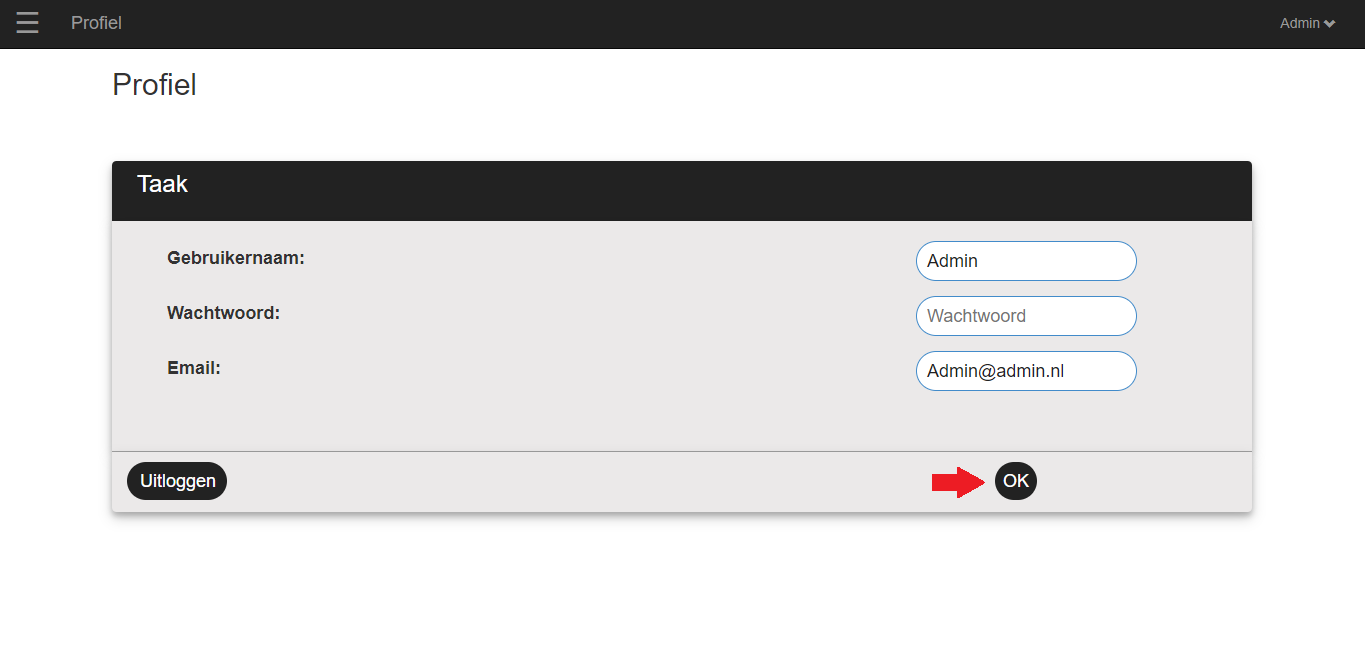 Profiel
Admin
Profiel
Taak
Gebruikernaam:
Admin
Wachtwoord:
Wachtwoord
Email:
Admin@admin.nl
Uitloggen
OK